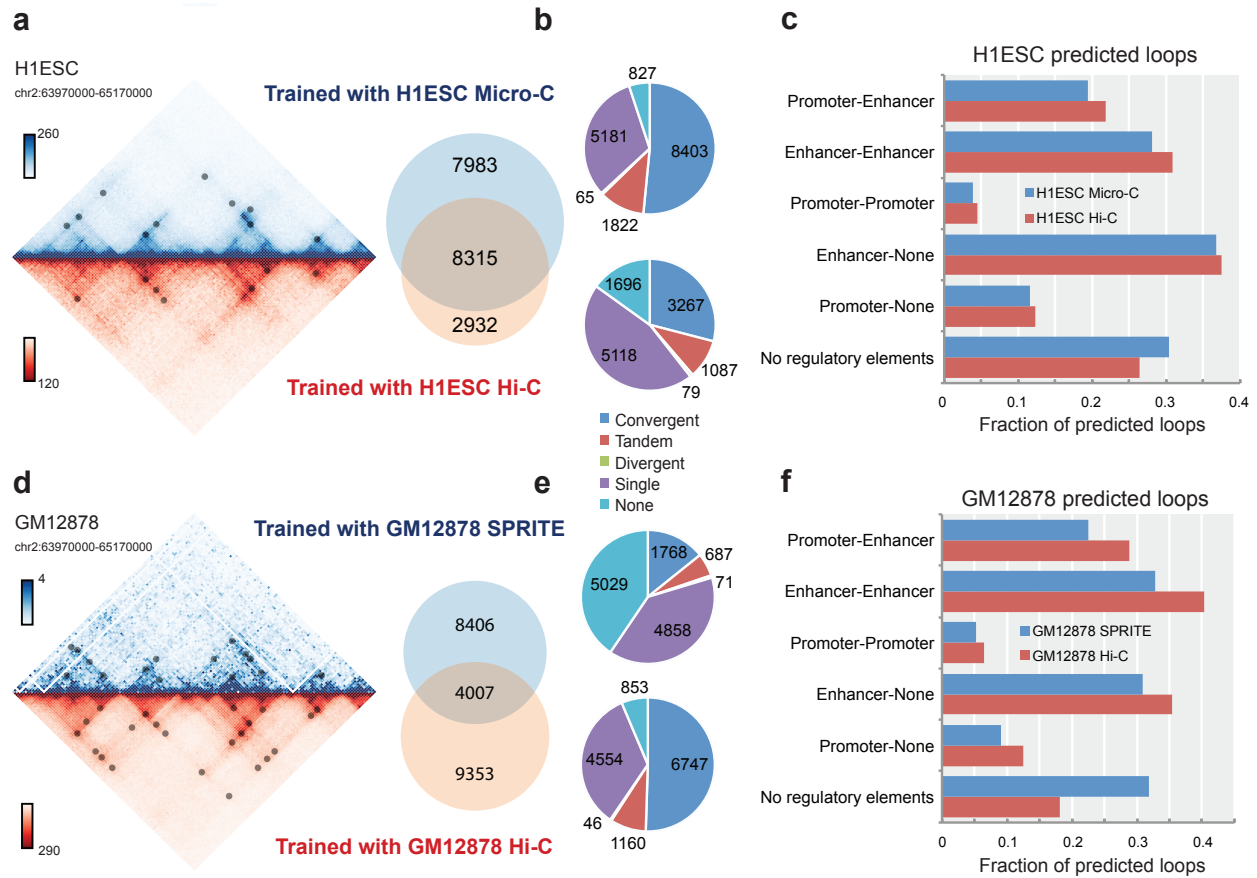 a
H1ESC
chr2:63970000-65170000
260
120
Trained with H1ESC Micro-C
7983
8315
2932
Trained with H1ESC Hi-C
b
827
5181
8403
65
1822
1696
3267
5118
1087
79
Convergent
Tandem
Divergent
Single
None
c
H1ESC predicted loops
Promoter-Enhancer
Enhancer-Enhancer
Promoter-Promoter
Enhancer-None
Promoter-None
No regulatory elements
H1ESC Micro-C
H1ESC Hi-C
0 0.1 0.2 0.3 0.4
Fraction of predicted loops
d
GM12878
chr2:63970000-65170000
4
290
Trained with GM12878 SPRITE
8406
4007
9353
Trained with GM12878 Hi-C
e
1768
687
71
5029
4858
853
4554
6747
46
1160
f
GM12878 predicted loops
Promoter-Enhancer
Enhancer-Enhancer
Promoter-Promoter
Enhancer-None
Promoter-None
No regulatory elements
GM12878 SPRITE
GM12878 Hi-C
0 0.1 0.2 0.3 0.4
Fraction of predicted loops